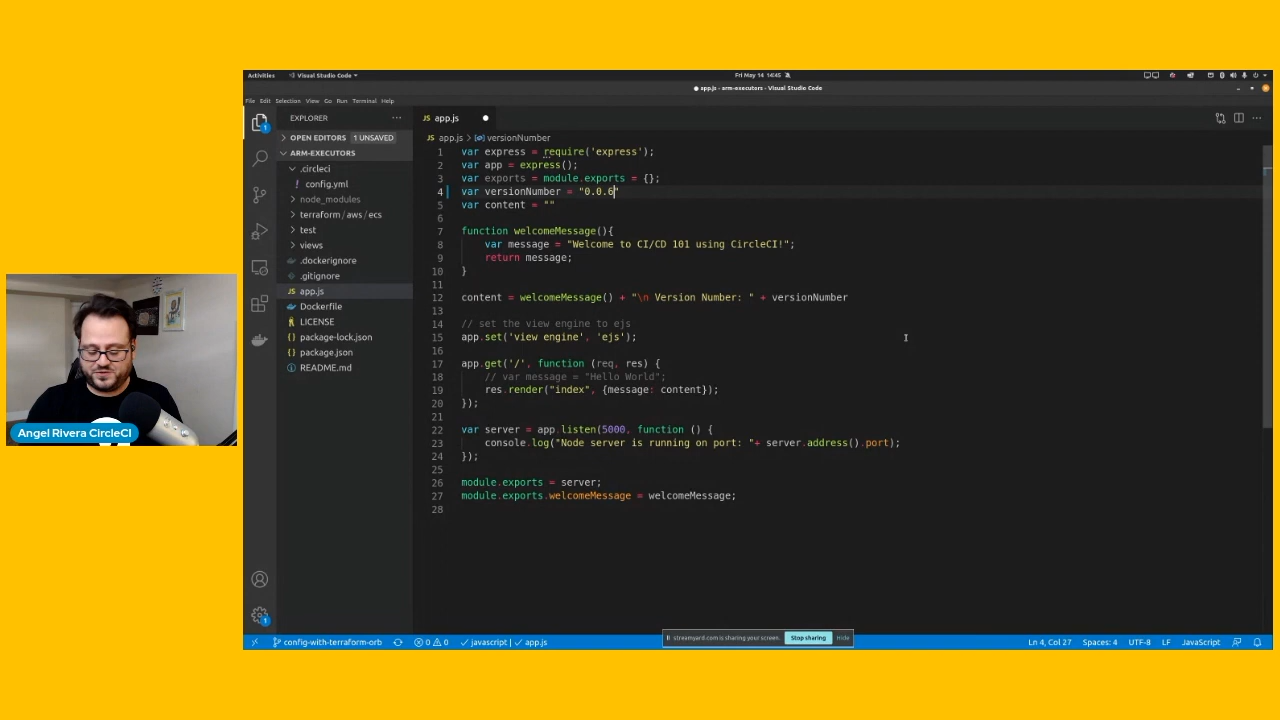 Activities
Visual Studio Code
Fri May 14 14:45
app.js - arm-executors - Visual Studio Code
File Edit Selection View Go Run Terminal Help
EXPLORER
OPEN EDITORS 1 UNSAVED
ARM-EXECUTORS
.circleci
config.yml
node_modules
terraform / aws / ecs
test
views
.dockerignore
.gitignore
app.js
Dockerfile
LICENSE
package-lock.json
package.json
README.md
app.js
app.js > versionNumber
1 var express = require('express');
2 var app = express();
3 var exports = module.exports = {};
4 var versionNumber = "0.0.6"
5 var content = ""
6
7 function welcomeMessage(){
8 var message = "Welcome to CI/CD 101 using CircleCI!";
9 return message;
10 }
11
12 content = welcomeMessage() + "\n Version Number: " + versionNumber
13
14 // set the view engine to ejs
15 app.set('view engine', 'ejs');
16
17 app.get('/', function (req, res) {
18 // var message = "Hello World";
19 res.render("index", {message: content});
20 });
21
22 var server = app.listen(5000, function () {
23 console.log("Node server is running on port: "+ server.address().port);
24 });
25
26 module.exports = server;
27 module.exports.welcomeMessage = welcomeMessage;
28
Angel Rivera CircleCI
streamyard.com is sharing your screen. Stop sharing Hide
config-with-terraform-orb 0 0 javascript | app.js Ln 4, Col 27 Spaces: 4 UTF-8 LF JavaScript